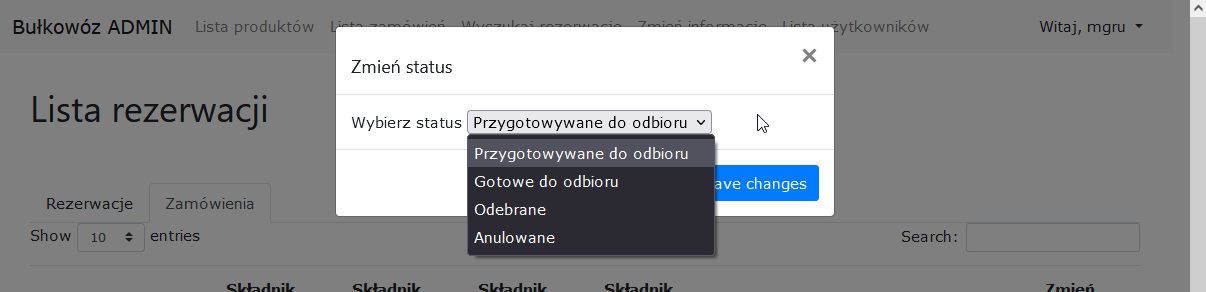 Bułkowóz ADMIN Lista produktów Lista zamówień Wyszukaj rezerwacje Zmień informacje Lista użytkowników Witaj, mgru
Zmień status ×
Lista rezerwacji
Wybierz status Przygotowywane do odbioru
Przygotowywane do odbioru
Gotowe do odbioru
ave changes
Rezerwacje Zamówienia
Odebrane
Show 10 entries
Search:
Anulowane
Składnik Składnik Składnik Składnik Zmień